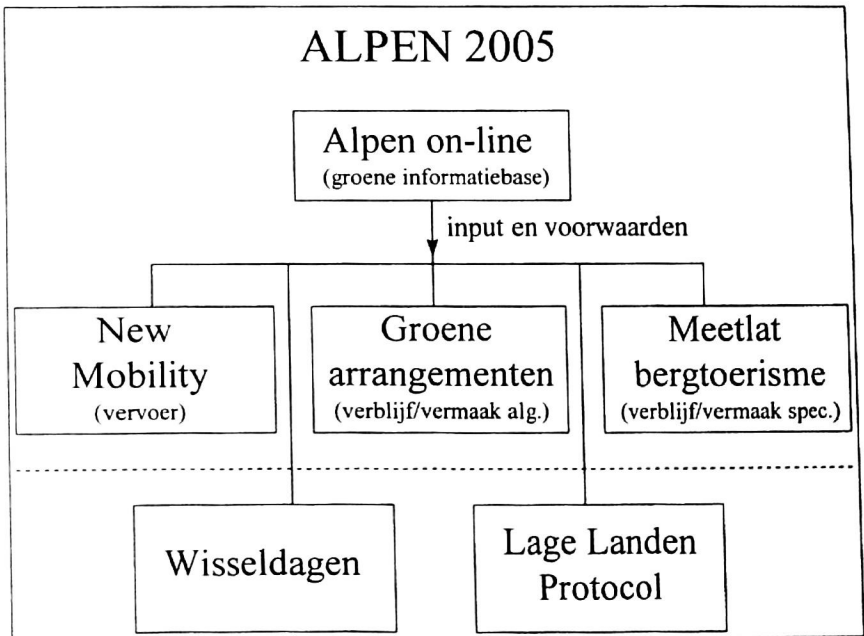 ALPEN 2005
Alpen on-line
(groene informatiebase)
input en voorwaarden
New
Mobility
(vervoer)
Groene
arrangementen
(verblijf/vermaak alg.)
Meetlat
bergtoerisme
(verblijf/vermaak spec.)
Wisseldagen
Lage Landen
Protocol